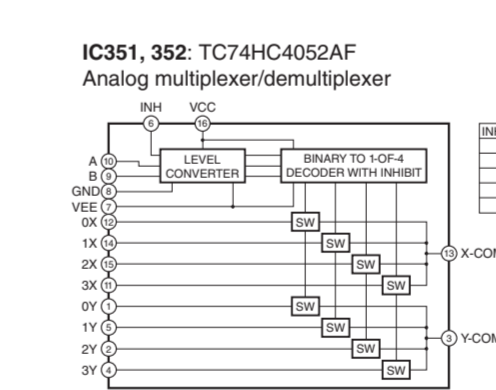 IC351, 352: TC74HC4052AF
Analog multiplexer/demultiplexer
INH VCC
6 16
A 10
B 9
GND 8
VEE 7
LEVEL
CONVERTER
BINARY TO 1-OF-4
DECODER WITH INHIBIT
0X 12 SW
1X 14 SW
13 X-COM
2X 15 SW
3X 11 SW
0Y 1 SW
1Y 5 SW
3 Y-COM
2Y 2 SW
3Y 4 SW